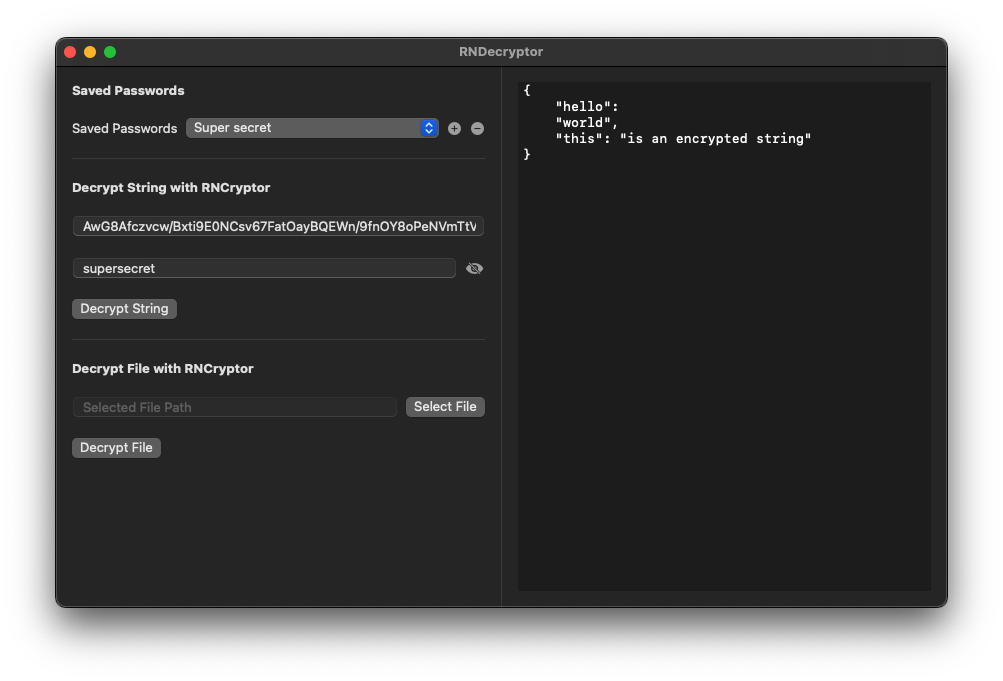 RNDecryptor
Saved Passwords
Saved Passwords Super secret
Decrypt String with RNCryptor
AwG8Afczvcw/Bxti9E0NCsv67FatOayBQEWn/9fnOY8oPeNVmTtV
supersecret
Decrypt String
Decrypt File with RNCryptor
Selected File Path Select File
Decrypt File
{
"hello":
"world",
"this": "is an encrypted string"
}